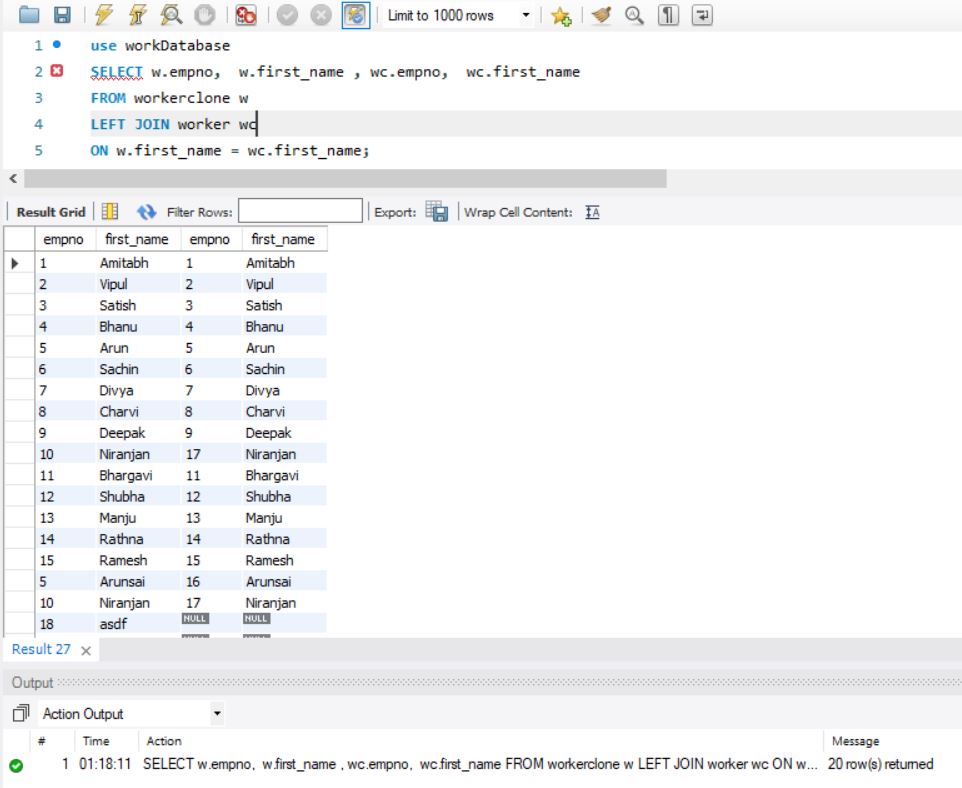 Limit to 1000 rows
1 use workDatabase
2 SELECT w.empno, w.first_name , wc.empno, wc.first_name
3 FROM workerclone w
4 LEFT JOIN worker wc
5 ON w.first_name = wc.first_name;
Result Grid Filter Rows: Export: Wrap Cell Content: IA
empno first_name empno first_name
1 Amitabh 1 Amitabh
2 Vipul 2 Vipul
3 Satish 3 Satish
4 Bhanu 4 Bhanu
5 Arun 5 Arun
6 Sachin 6 Sachin
7 Divya 7 Divya
8 Charvi 8 Charvi
9 Deepak 9 Deepak
10 Niranjan 17 Niranjan
11 Bhargavi 11 Bhargavi
12 Shubha 12 Shubha
13 Manju 13 Manju
14 Rathna 14 Rathna
15 Ramesh 15 Ramesh
5 Arunsai 16 Arunsai
10 Niranjan 17 Niranjan
18 asdf NULL NULL
Result 27
Output
Action Output
# Time Action Message
1 01:18:11 SELECT w.empno, w.first_name , wc.empno, wc.first_name FROM workerclone w LEFT JOIN worker wc ON w... 20 row(s) returned